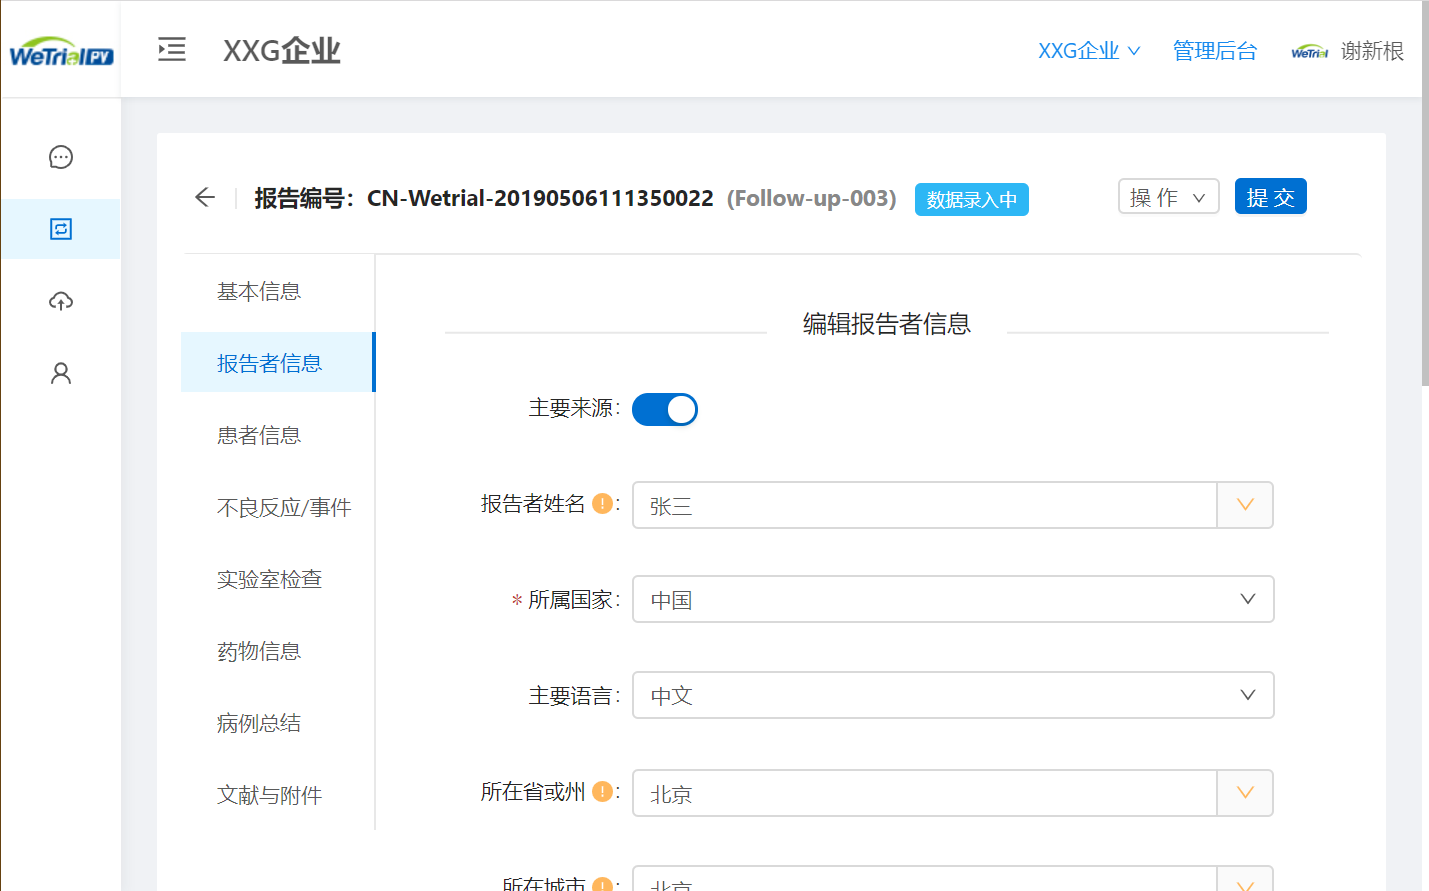 WeTrial PV
XXG企业
XXG企业
管理后台
WeTrial
谢新根
报告编号：CN-Wetrial-20190506111350022 (Follow-up-003)
数据录入中
操 作
提 交
基本信息
报告者信息
患者信息
不良反应/事件
实验室检查
药物信息
病例总结
文献与附件
编辑报告者信息
主要来源:
报告者姓名 !: 张三
* 所属国家: 中国
主要语言: 中文
所在省或州 !: 北京
所在城市 !: 北京